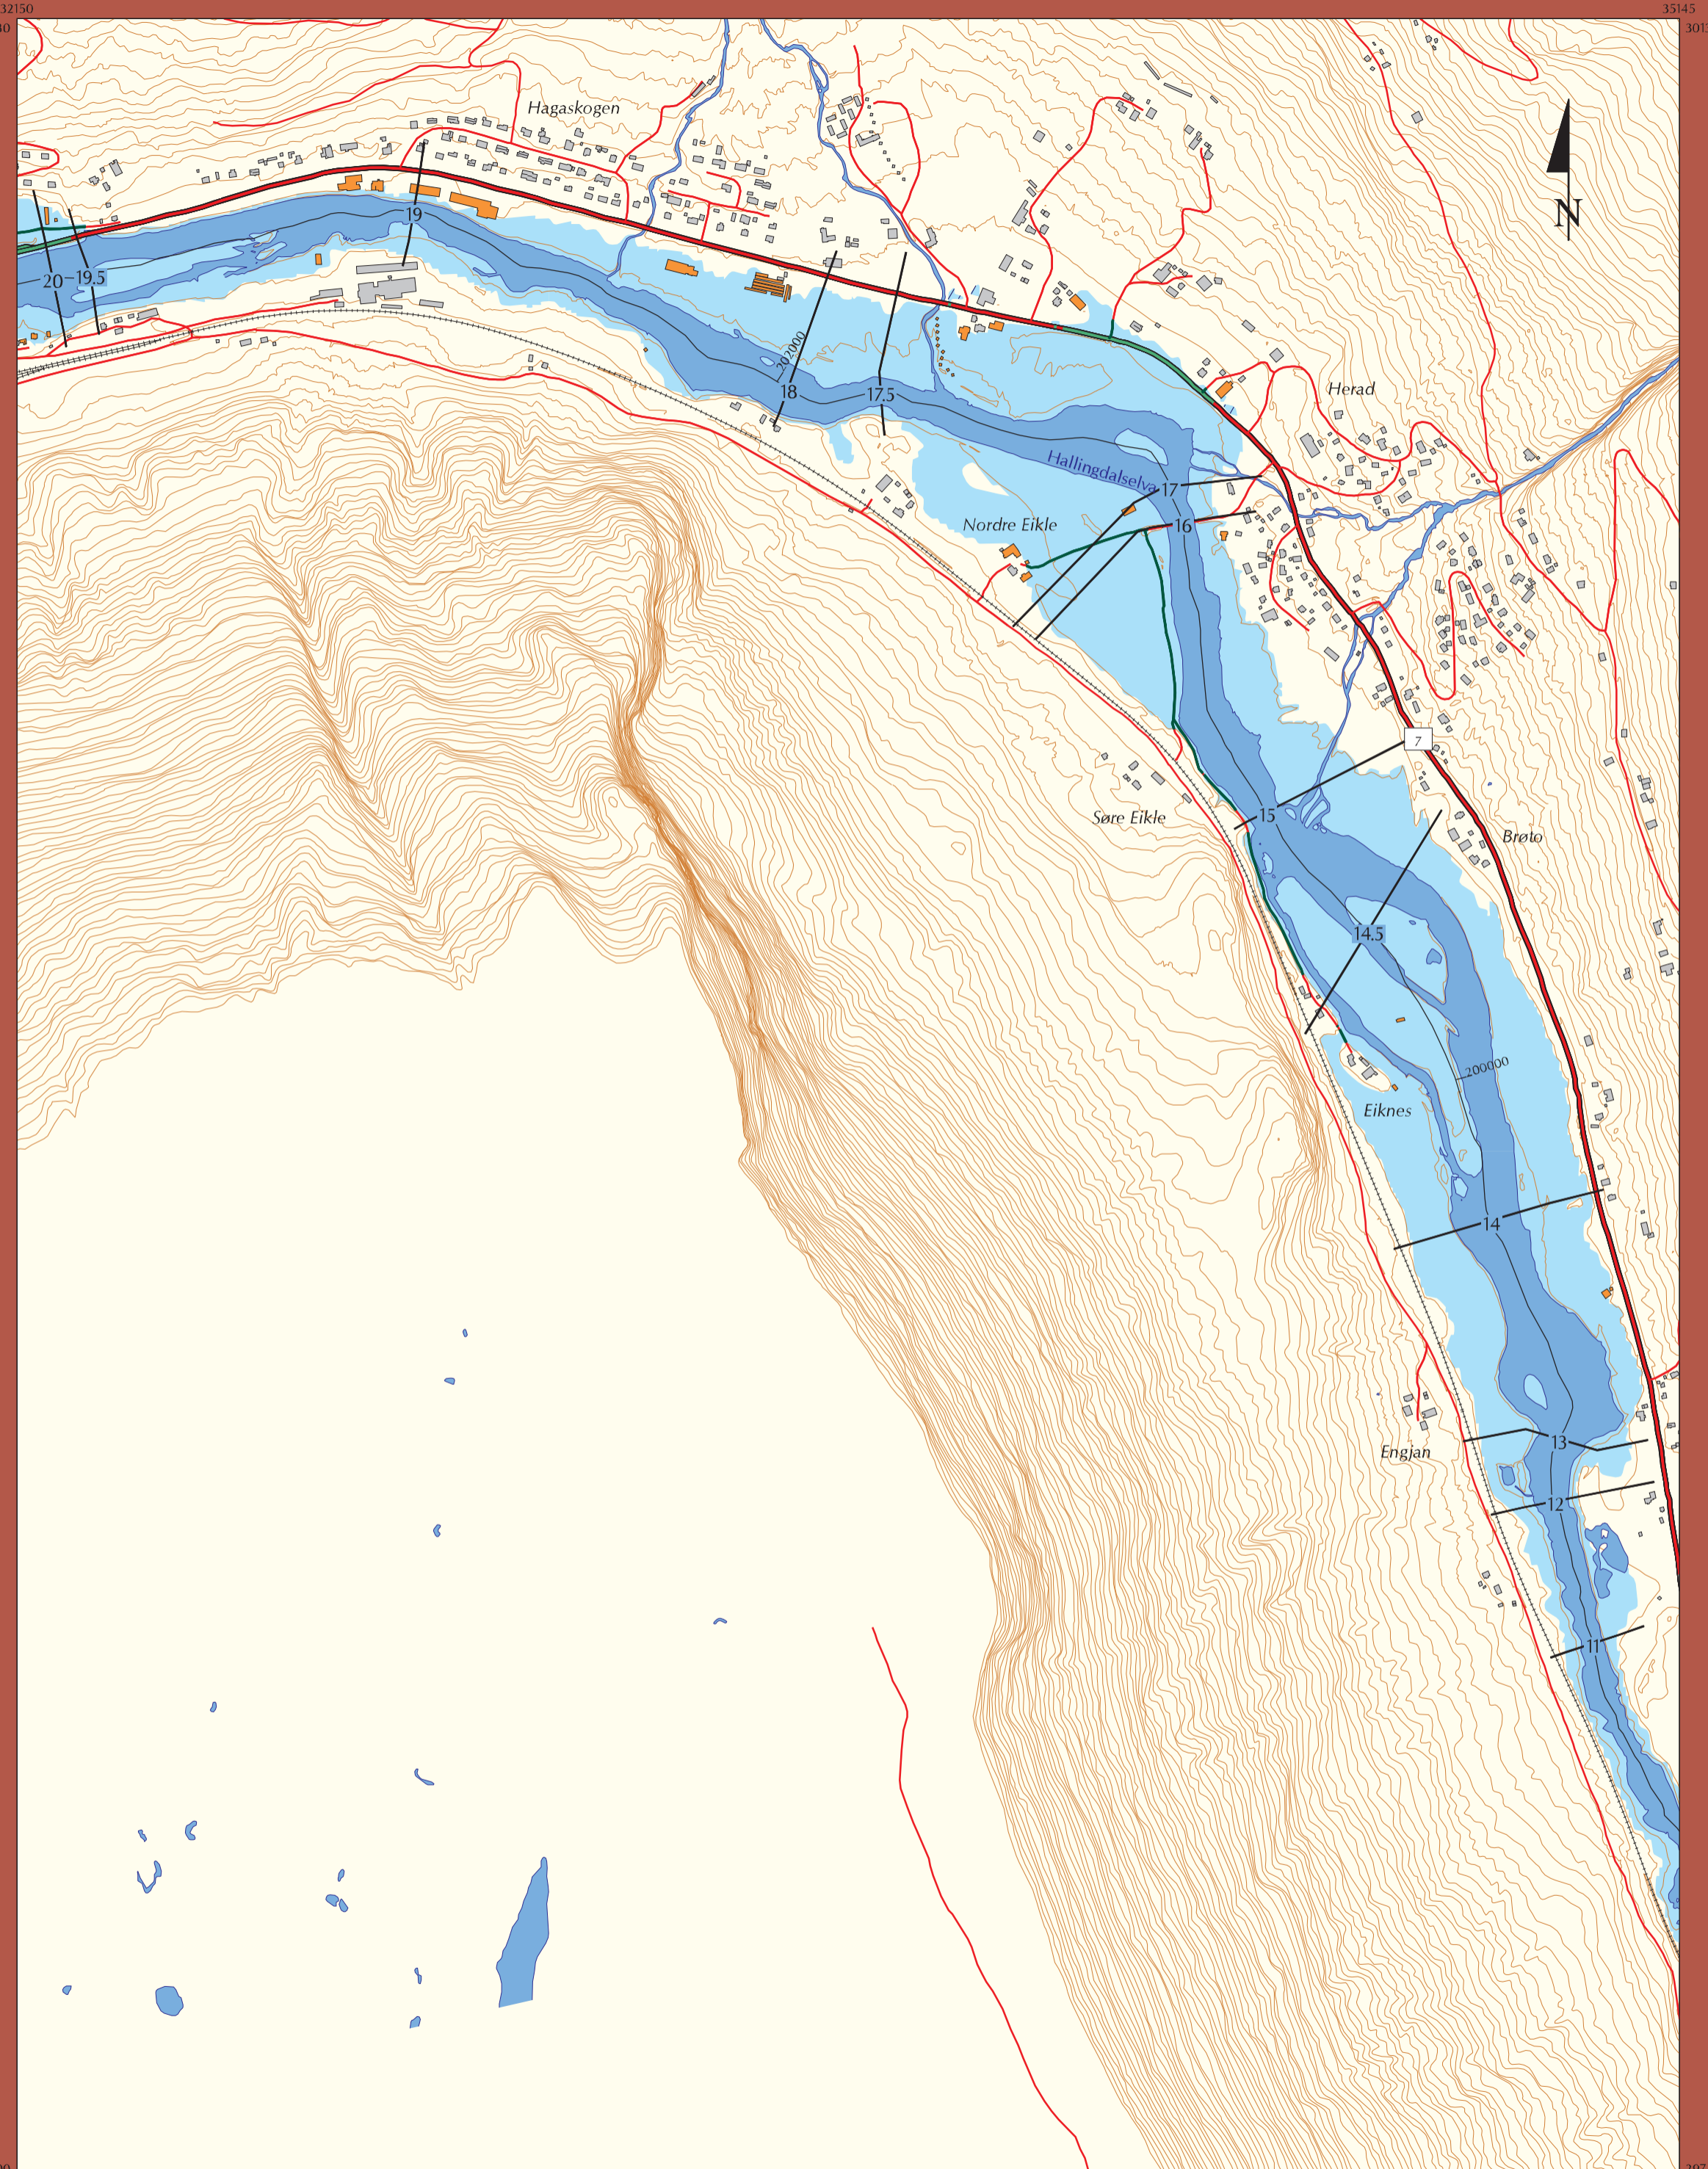 32150
35145
Hagaskogen
N
19
20
19.5
202000
18
17.5
Herad
Hallingdalselva
17
Nordre Eikle
16
7
Søre Eikle
15
Brøto
14.5
200000
Eiknes
14
13
Engjan
12
11